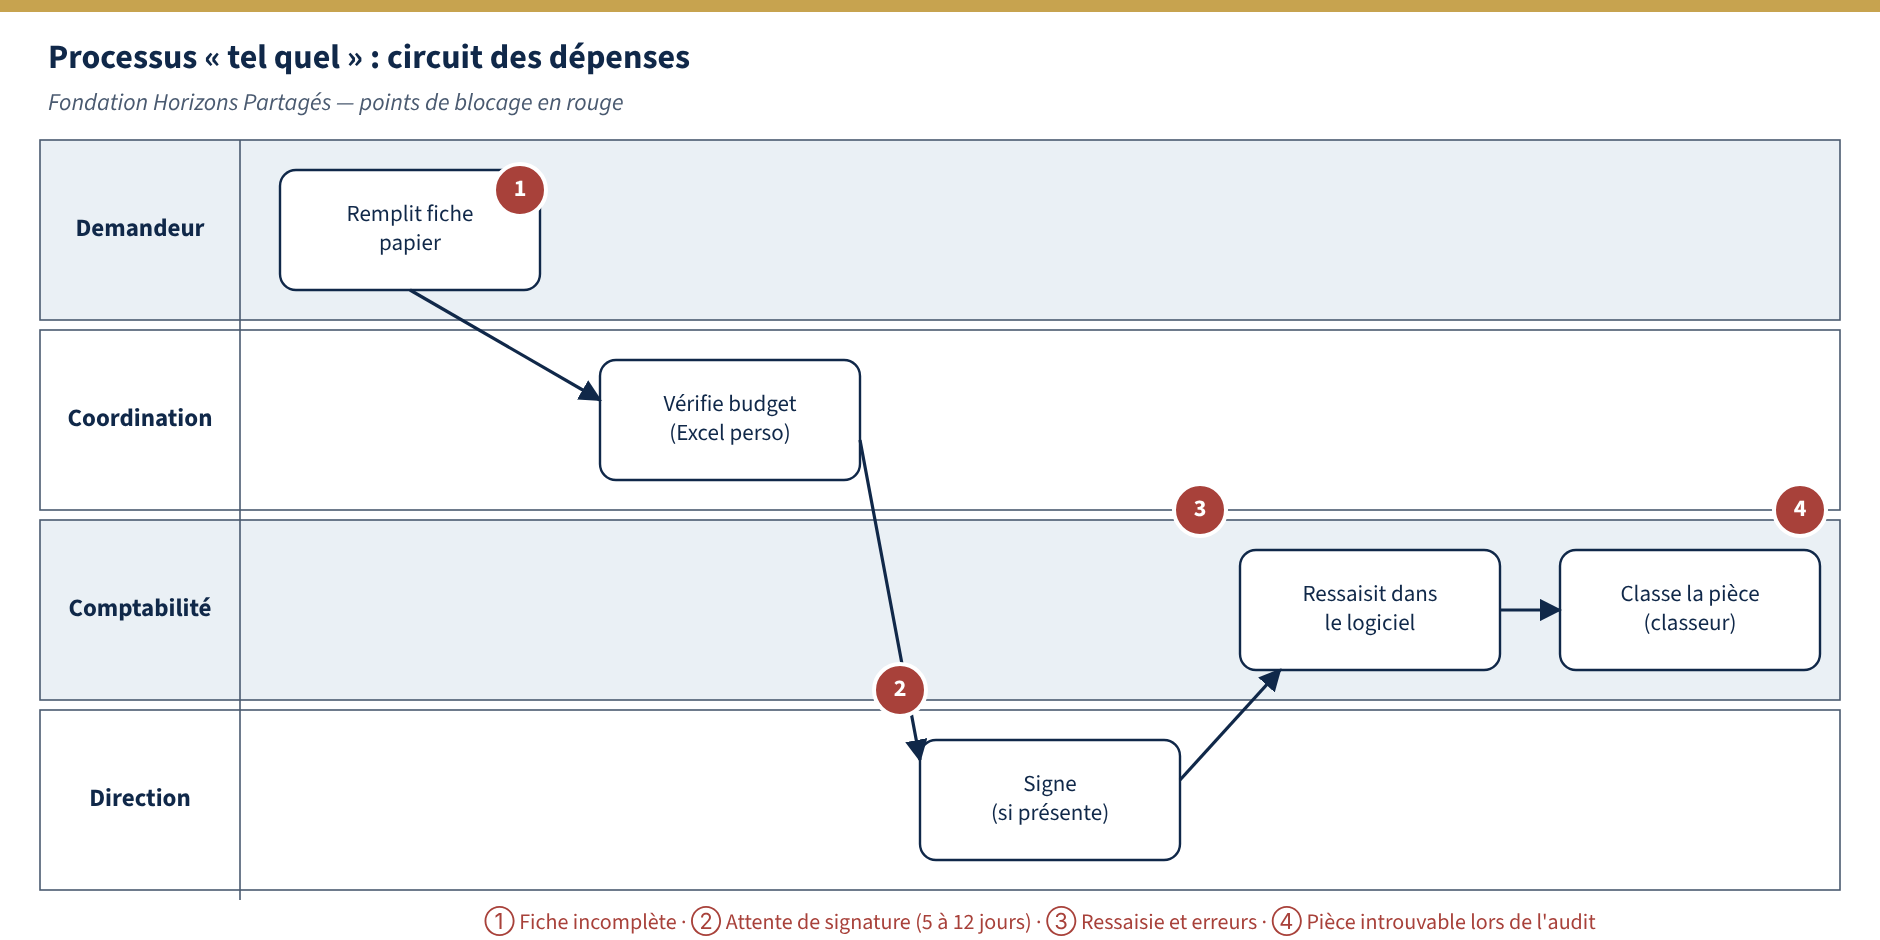 Processus « tel quel » : circuit des dépenses
Fondation Horizons Partagés — points de blocage en rouge
Demandeur
Remplit fiche
papier
1
Coordination
Vérifie budget
(Excel perso)
3
4
Comptabilité
Ressaisit dans
le logiciel
Classe la pièce
(classeur)
2
Direction
Signe
(si présente)
① Fiche incomplète · ② Attente de signature (5 à 12 jours) · ③ Ressaisie et erreurs · ④ Pièce introuvable lors de l'audit